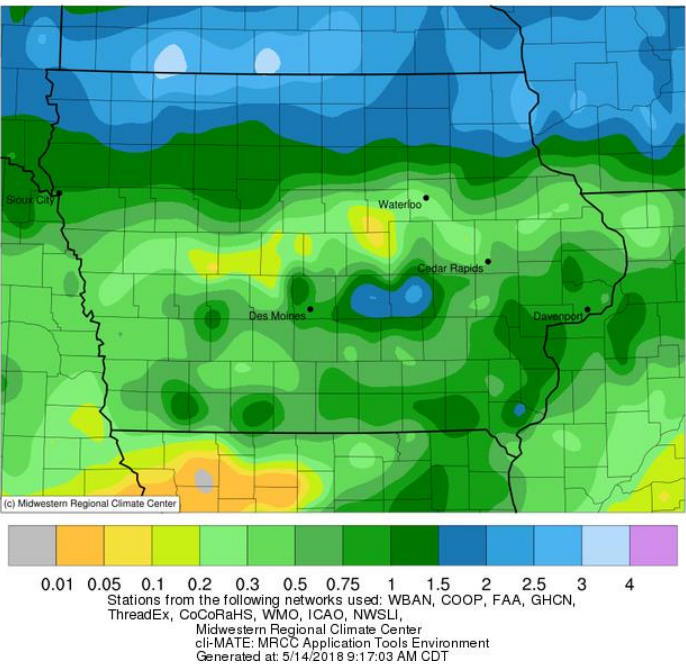 Sioux City
Waterloo
Cedar Rapids
Des Moines
Davenport
(c) Midwestern Regional Climate Center
0.01 0.05 0.1 0.2 0.3 0.5 0.75 1 1.5 2 2.5 3 4
Stations from the following networks used: WBAN, COOP, FAA, GHCN,
ThreadEx, CoCoRaHS, WMO, ICAO, NWSLI,
Midwestern Regional Climate Center
cli-MATE: MRCC Application Tools Environment
Generated at: 5/14/2018 9:17:03 AM CDT